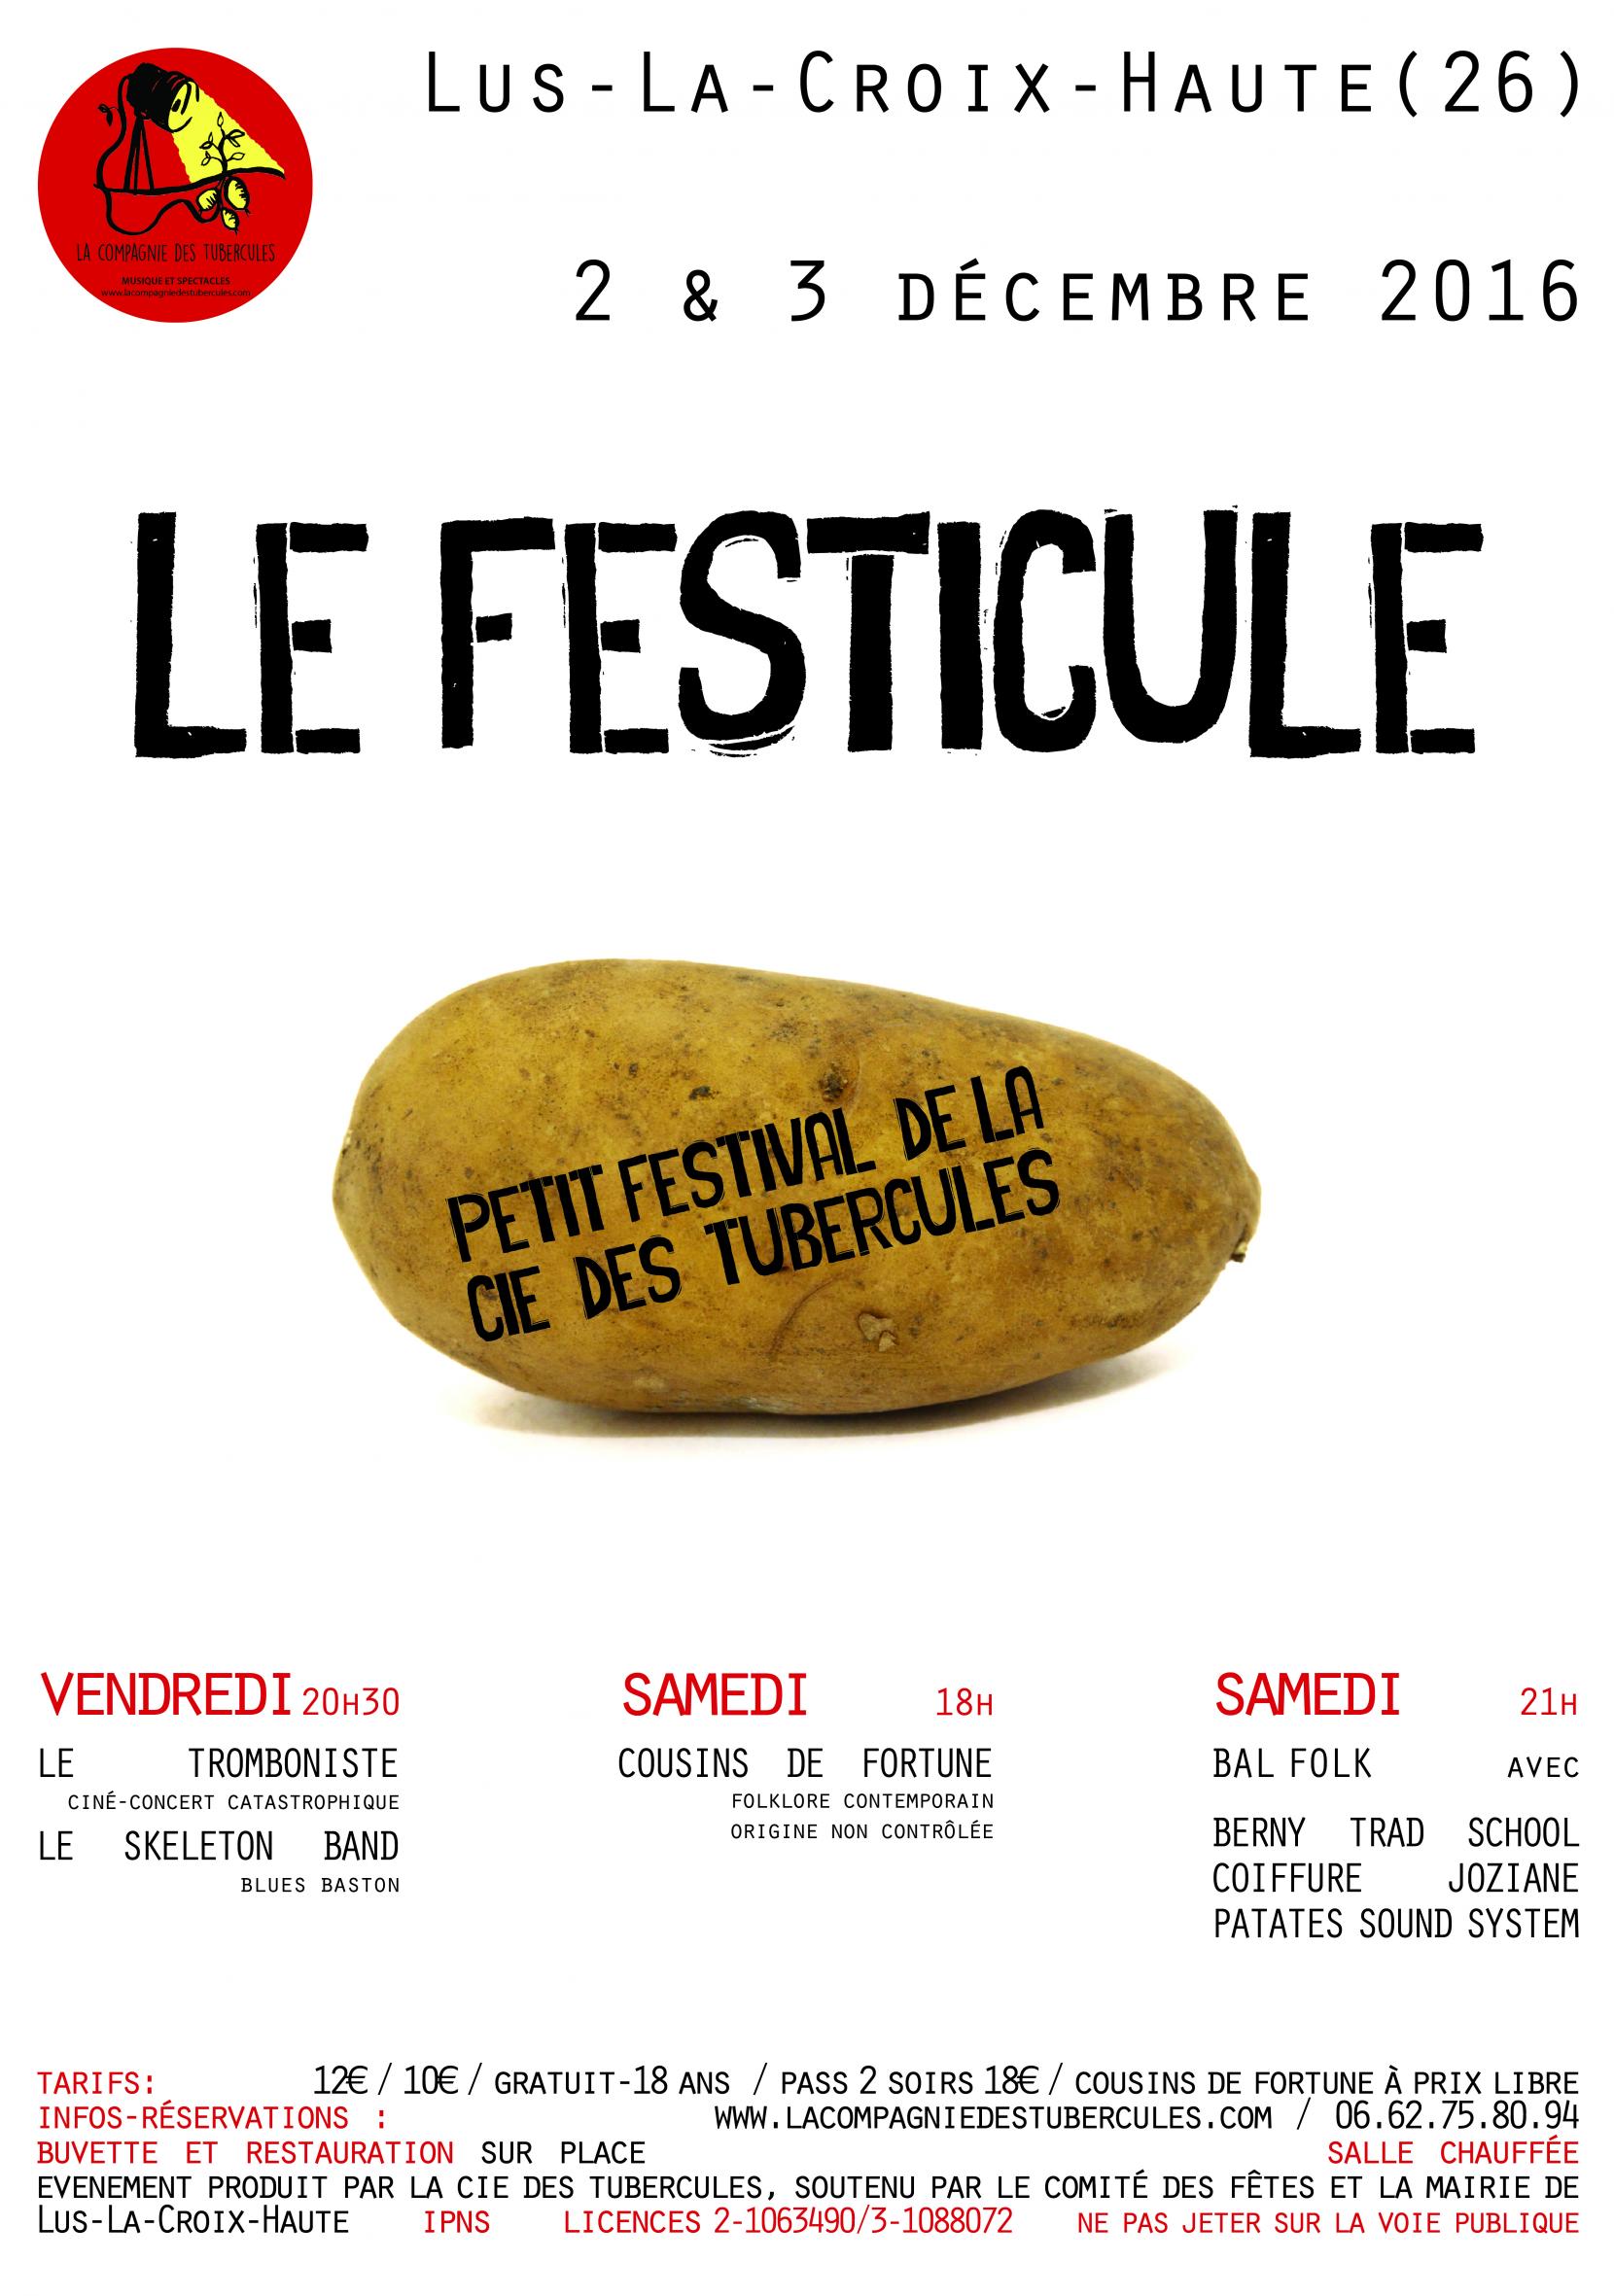 Lus-La-Croix-Haute(26)
LA COMPAGNIE DES TUBERCULES
MUSIQUE ET SPECTACLES
www.lacompagniedestubercules.com
2 & 3 DÉCEMBRE 2016
LE FESTICULE
PETIT FESTIVAL DE LA
CIE DES TUBERCULES
VENDREDI 20H30
LE TROMBONISTE
CINÉ-CONCERT CATASTROPHIQUE
LE SKELETON BAND
BLUES BASTON
SAMEDI 18H
COUSINS DE FORTUNE
FOLKLORE CONTEMPORAIN
ORIGINE NON CONTRÔLÉE
SAMEDI 21H
BAL FOLK AVEC
BERNY TRAD SCHOOL
COIFFURE JOZIANE
PATATES SOUND SYSTEM
TARIFS: 12€ / 10€ / GRATUIT-18 ANS / PASS 2 SOIRS 18€ / COUSINS DE FORTUNE À PRIX LIBRE
INFOS-RÉSERVATIONS : WWW.LACOMPAGNIEDESTUBERCULES.COM / 06.62.75.80.94
BUVETTE ET RESTAURATION SUR PLACE SALLE CHAUFFÉE
EVENEMENT PRODUIT PAR LA CIE DES TUBERCULES, SOUTENU PAR LE COMITÉ DES FÊTES ET LA MAIRIE DE
Lus-La-Croix-Haute IPNS LICENCES 2-1063490/3-1088072 NE PAS JETER SUR LA VOIE PUBLIQUE